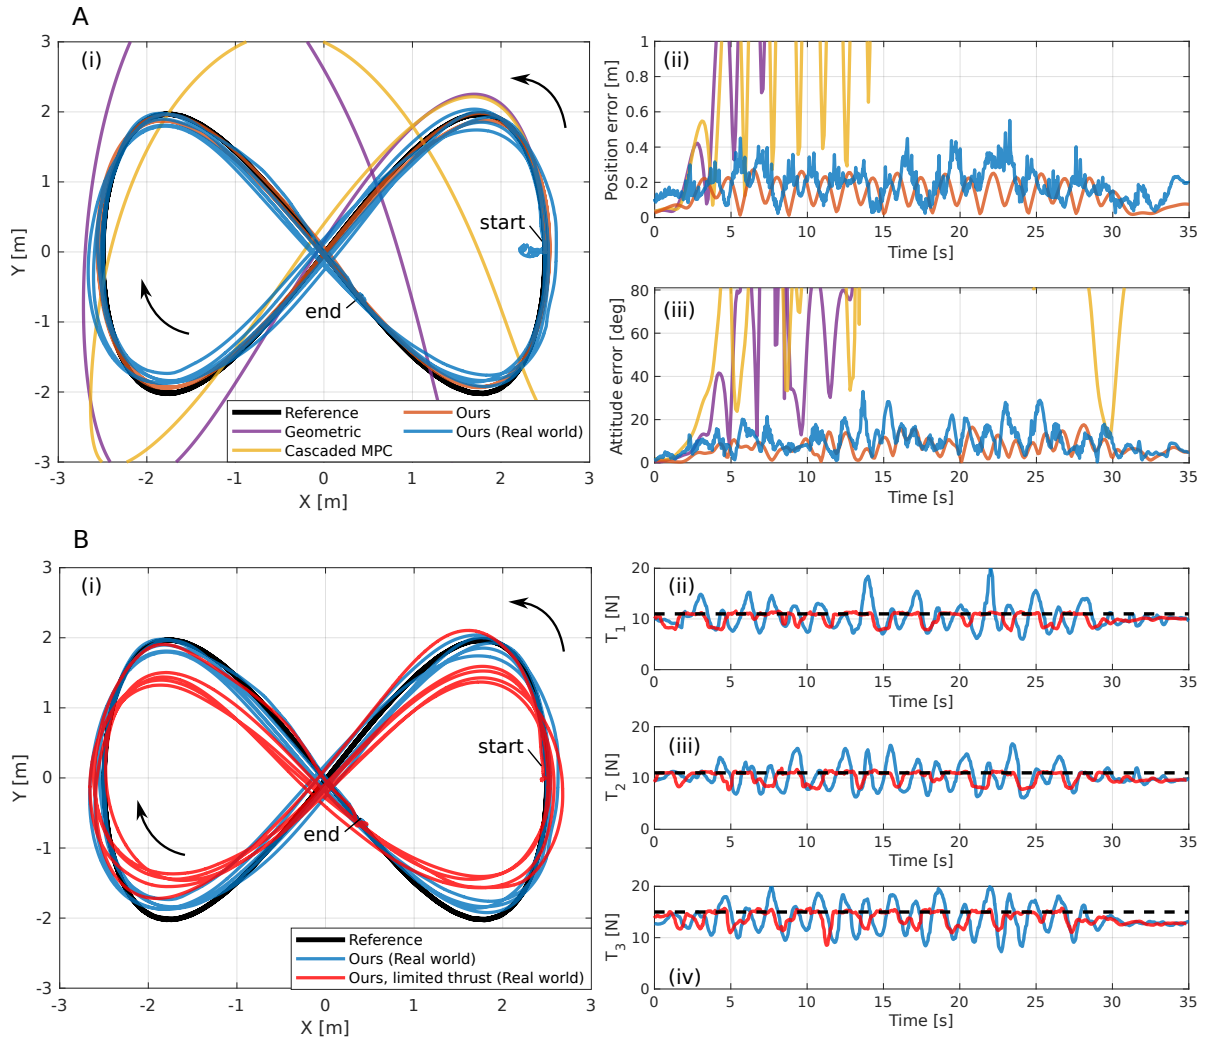 A
(i)
3
2
1
0
-1
-2
-3
Y [m]
-3 -2 -1 0 1 2 3
X [m]
start
end
Reference
Geometric
Cascaded MPC
Ours
Ours (Real world)
(ii)
1
0.8
0.6
0.4
0.2
0
Position error [m]
0 5 10 15 20 25 30 35
Time [s]
(iii)
80
60
40
20
0
Attitude error [deg]
0 5 10 15 20 25 30 35
Time [s]
B
(i)
3
2
1
0
-1
-2
-3
Y [m]
-3 -2 -1 0 1 2 3
X [m]
start
end
Reference
Ours (Real world)
Ours, limited thrust (Real world)
(ii)
20
10
0
T1 [N]
0 5 10 15 20 25 30 35
Time [s]
(iii)
20
10
0
T2 [N]
0 5 10 15 20 25 30 35
Time [s]
(iv)
20
10
0
T3 [N]
0 5 10 15 20 25 30 35
Time [s]